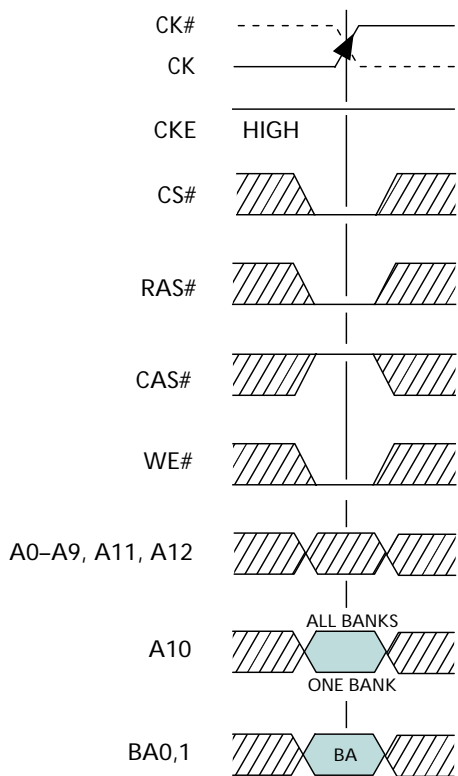 CK#
CK
CKE HIGH
CS#
RAS#
CAS#
WE#
A0–A9, A11, A12
ALL BANKS
A10
ONE BANK
BA0,1 BA